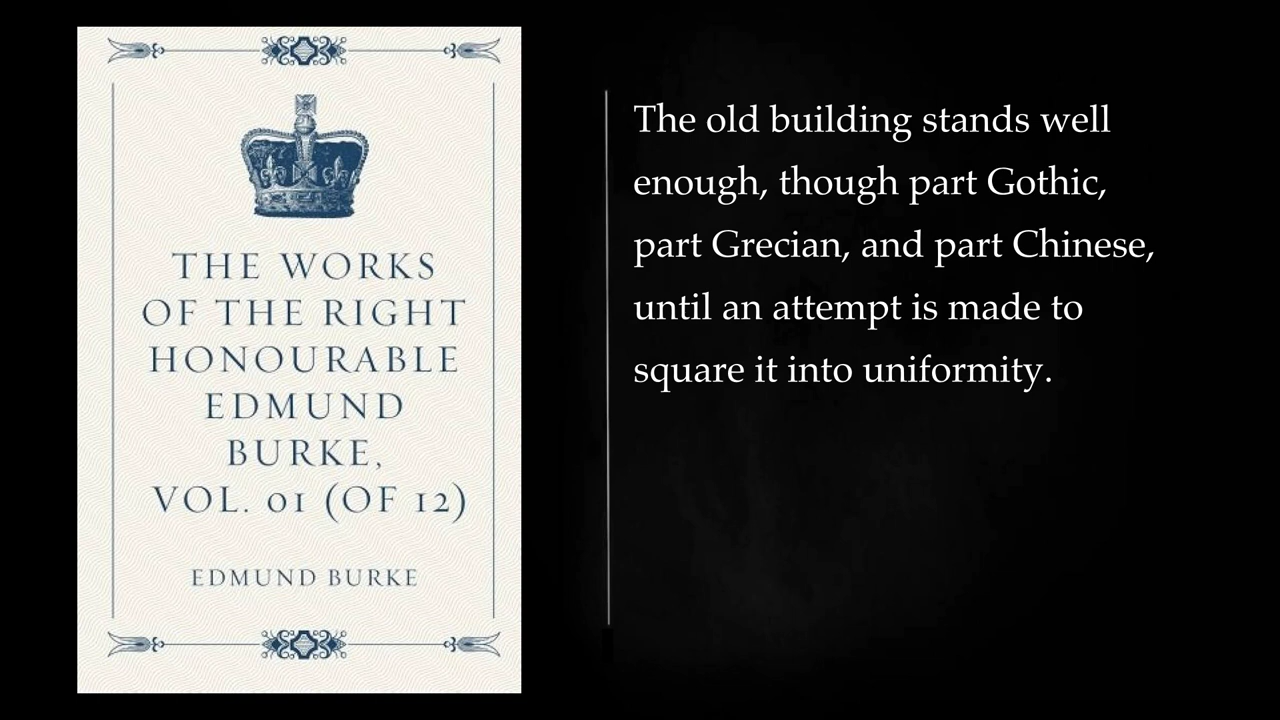 THE WORKS
OF THE RIGHT
HONOURABLE
EDMUND
BURKE,
VOL. 01 (OF 12)
EDMUND BURKE
The old building stands well
enough, though part Gothic,
part Grecian, and part Chinese,
until an attempt is made to
square it into uniformity.